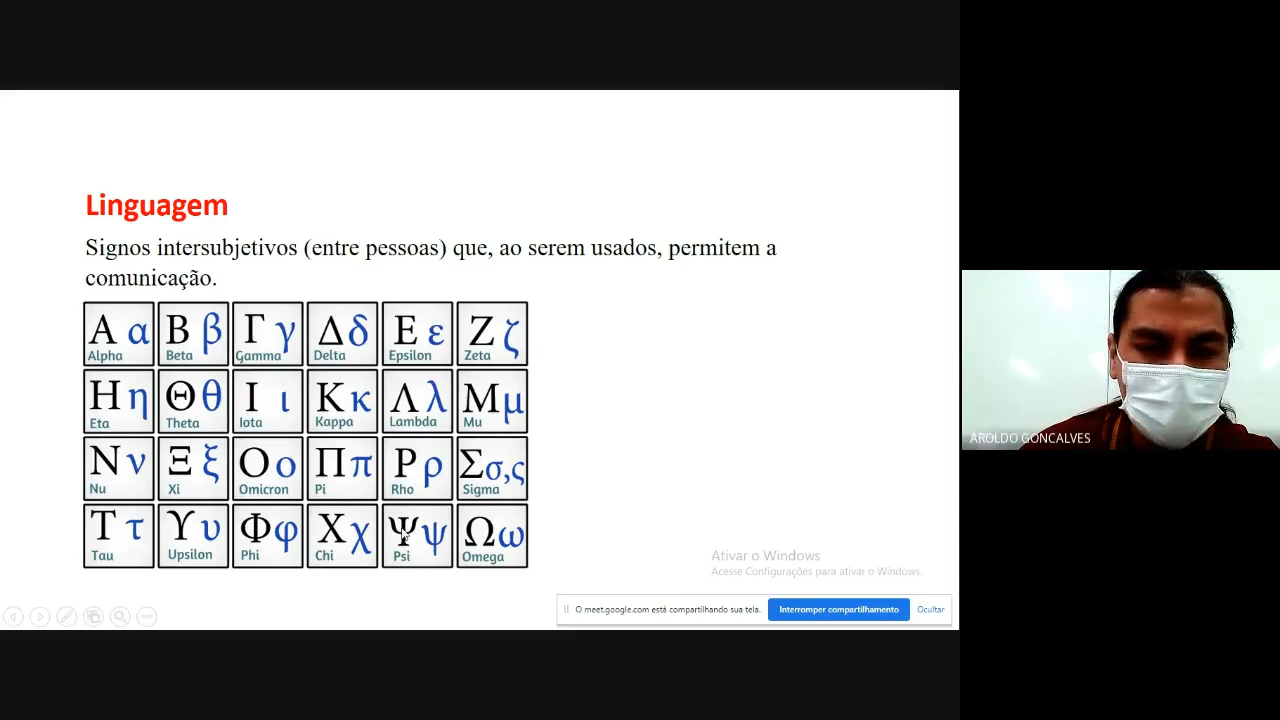 Linguagem
Signos intersubjetivos (entre pessoas) que, ao serem usados, permitem a
comunicação.
Α α Β β Γ γ Δ δ Ε ε Ζ ζ
Alpha Beta Gamma Delta Epsilon Zeta
Η η Θ θ Ι ι Κ κ Λ λ Μ μ
Eta Theta Iota Kappa Lambda Mu
Ν ν Ξ ξ Ο ο Π π Ρ ρ Σ σ,ς
Nu Xi Omicron Pi Rho Sigma
Τ τ ϒ υ Φ φ Χ χ Ψ ψ Ω ω
Tau Upsilon Phi Chi Psi Omega
Ativar o Windows
Acesse Configurações para ativar o Windows.
O meet.google.com está compartilhando sua tela. Interromper compartilhamento Ocultar
AROLDO GONCALVES